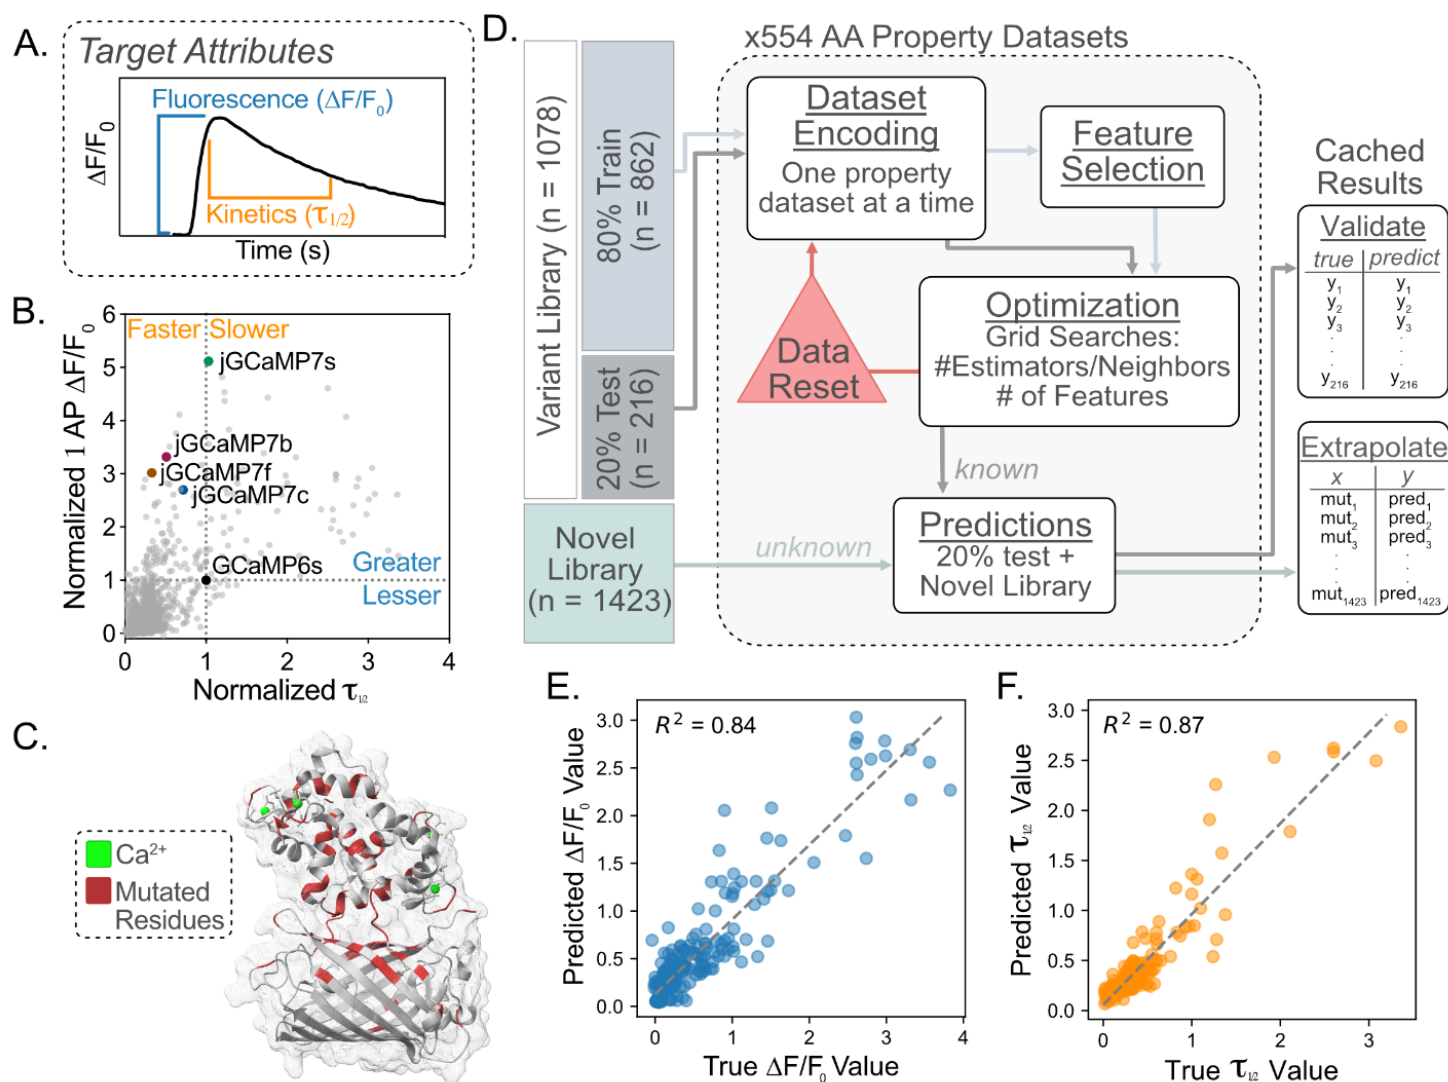 A.
Target Attributes
Fluorescence (ΔF/F₀)
Kinetics (τ₁/₂)
ΔF/F₀
Time (s)
B.
Normalized 1 AP ΔF/F₀
6
5
4
3
2
1
0
Faster Slower
jGCaMP7s
jGCaMP7b
jGCaMP7f
jGCaMP7c
GCaMP6s
Greater
Lesser
0 1 2 3 4
Normalized τ₁/₂
C.
Ca²⁺
Mutated
Residues
D.
x554 AA Property Datasets
Variant Library (n = 1078)
80% Train
(n = 862)
20% Test
(n = 216)
Novel
Library
(n = 1423)
Dataset
Encoding
One property
dataset at a time
Feature
Selection
Optimization
Grid Searches:
#Estimators/Neighbors
# of Features
Data
Reset
known
unknown
Predictions
20% test +
Novel Library
Cached
Results
Validate
true predict
y₁ y₁
y₂ y₂
y₃ y₃
. .
. .
. .
y₂₁₆ y₂₁₆
Extrapolate
x y
mut₁ pred₁
mut₂ pred₂
mut₃ pred₃
. .
. .
. .
mut₁₄₂₃ pred₁₄₂₃
E.
R² = 0.84
Predicted ΔF/F₀ Value
3.0
2.5
2.0
1.5
1.0
0.5
0.0
0 1 2 3 4
True ΔF/F₀ Value
F.
R² = 0.87
Predicted τ₁/₂ Value
3.0
2.5
2.0
1.5
1.0
0.5
0.0
0 1 2 3
True τ₁/₂ Value